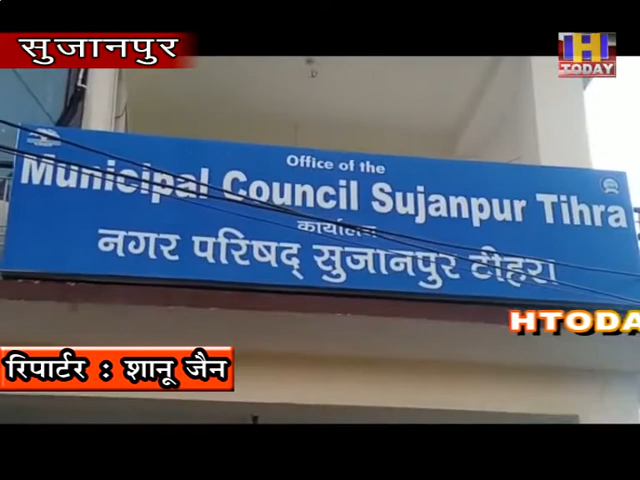 सुजानपुर
H
TODAY
Office of the
Municipal Council Sujanpur Tihra
कार्यालय
नगर परिषद् सुजानपुर टीहरा
HTODA
रिपार्टर : शानू जैन